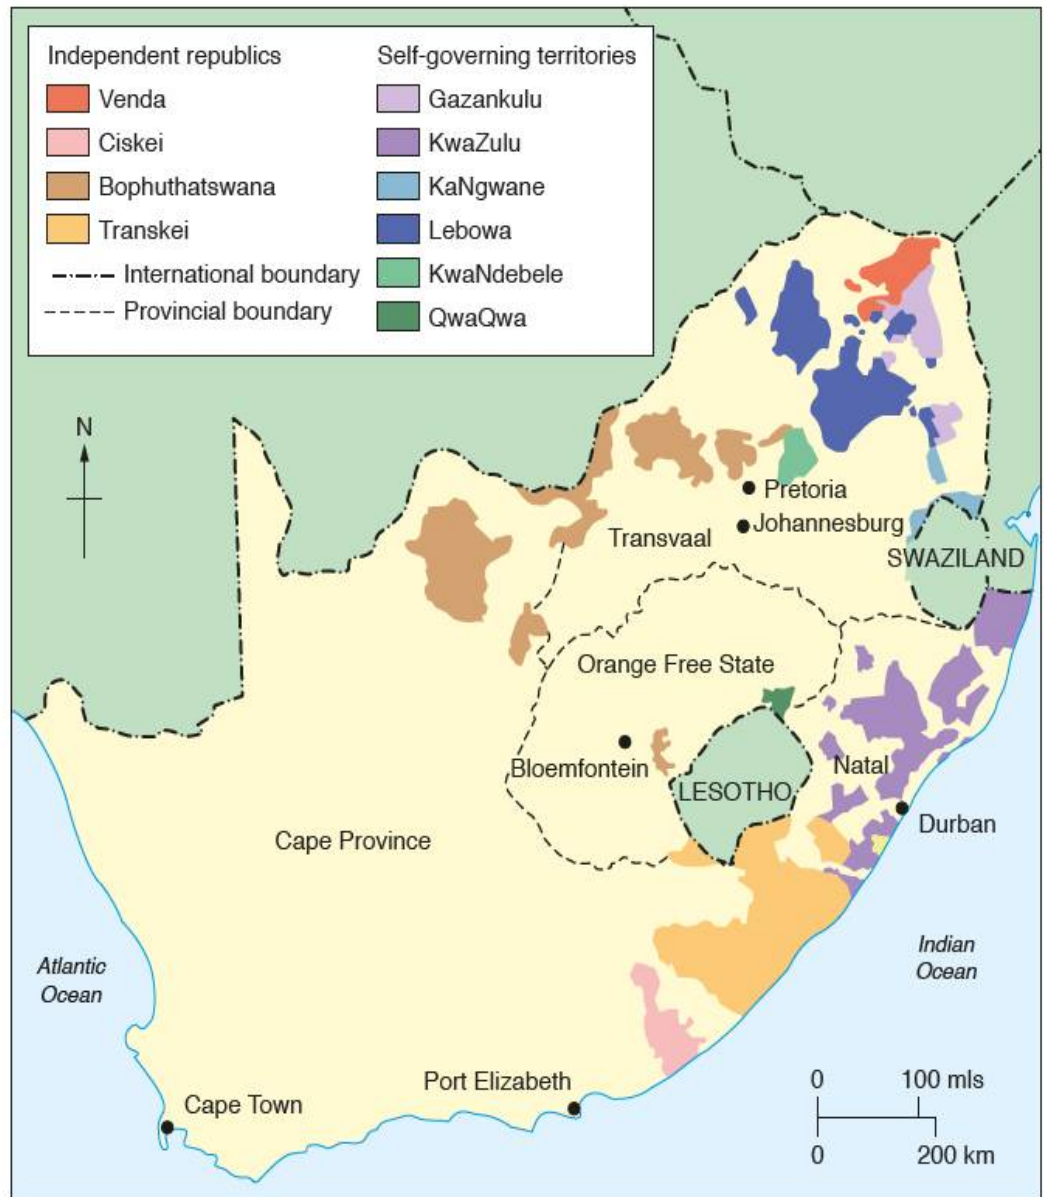 Independent republics
Venda
Ciskei
Bophuthatswana
Transkei
International boundary
Provincial boundary
Self-governing territories
Gazankulu
KwaZulu
KaNgwane
Lebowa
KwaNdebele
QwaQwa
N
Pretoria
Johannesburg
Transvaal
SWAZILAND
Orange Free State
Bloemfontein
LESOTHO
Natal
Durban
Cape Province
Atlantic
Ocean
Indian
Ocean
Port Elizabeth
Cape Town
0 100 mls
0 200 km